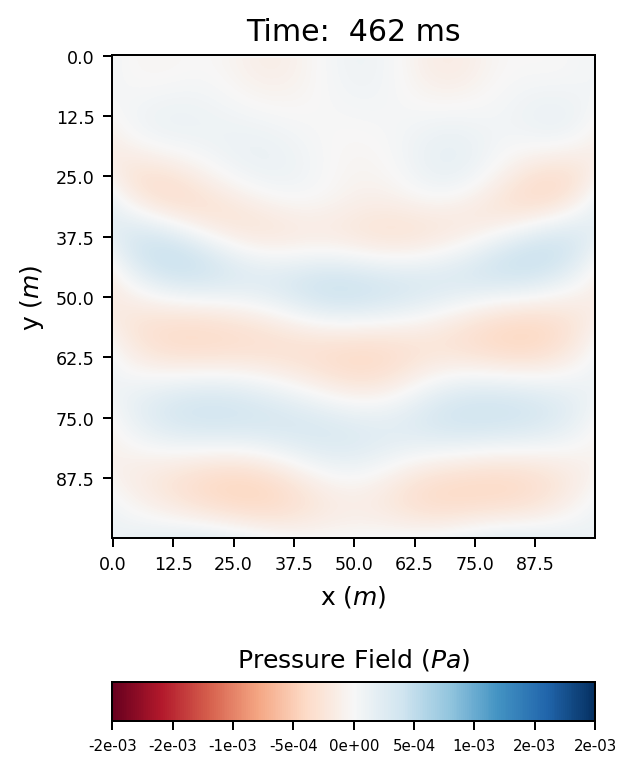 Time:  462 ms
0.0
12.5
25.0
37.5
50.0
62.5
75.0
87.5
y (m)
0.0 12.5 25.0 37.5 50.0 62.5 75.0 87.5
x (m)
Pressure Field (Pa)
-2e-03 -2e-03 -1e-03 -5e-04 0e+00 5e-04 1e-03 2e-03 2e-03